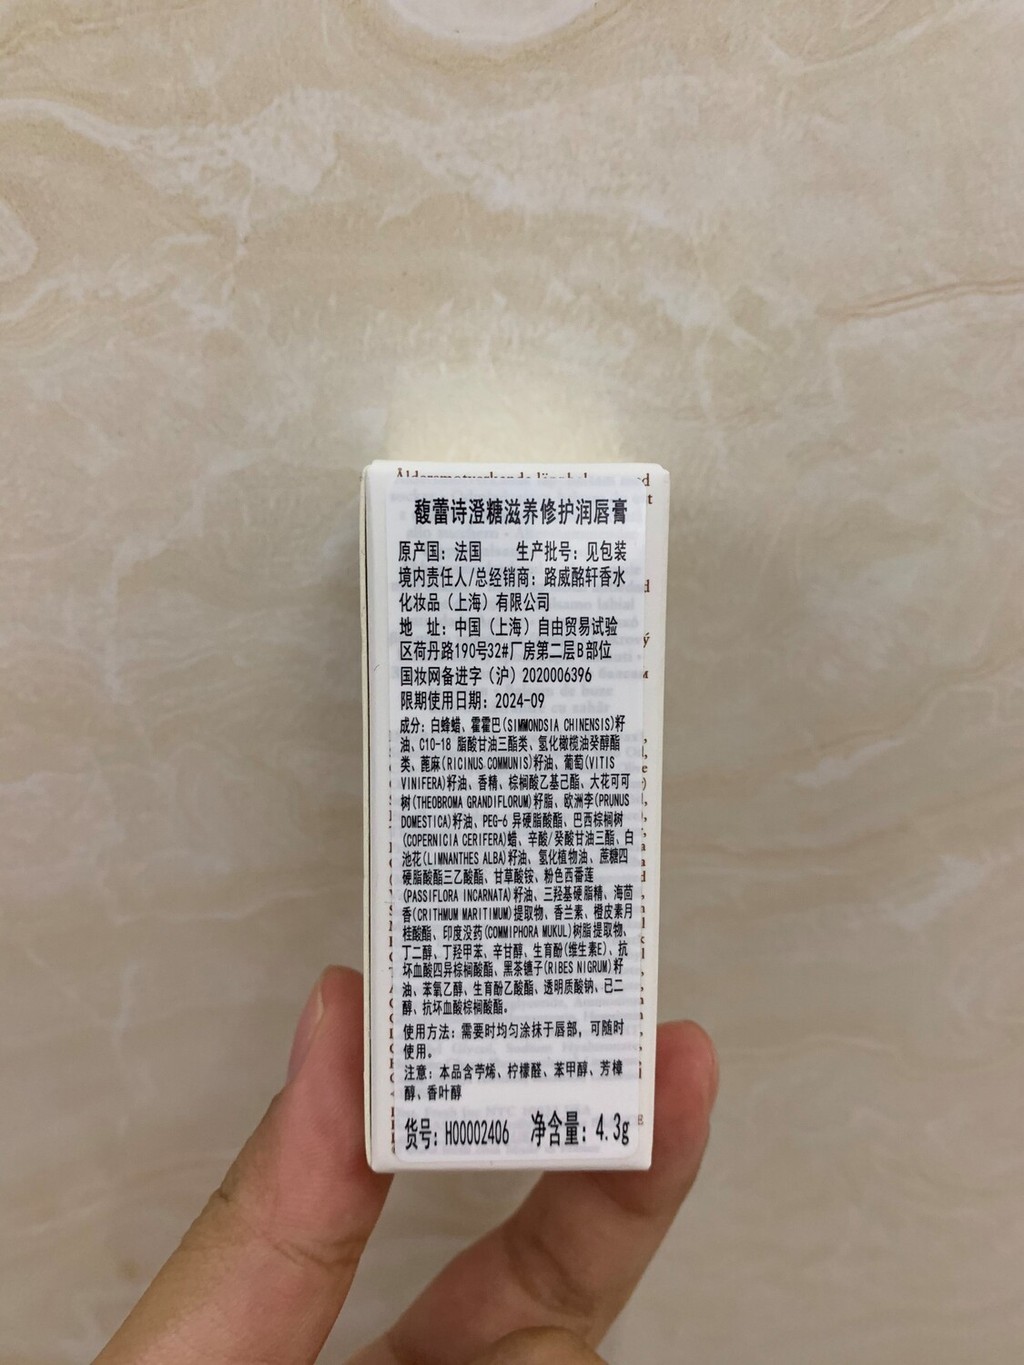 馥蕾诗澄糖滋养修护润唇膏
原产国：法国　　生产批号：见包装
境内责任人/总经销商：路威酩轩香水
化妆品（上海）有限公司
地　址：中国（上海）自由贸易试验
区荷丹路190号32#厂房第二层B部位
国妆网备进字（沪）2020006396
限期使用日期：2024-09
成分：白蜂蜡、霍霍巴(SIMMONDSIA CHINENSIS)籽
油、C10-18 脂酸甘油三酯类、氢化橄榄油癸醇酯
类、蓖麻(RICINUS COMMUNIS)籽油、葡萄(VITIS
VINIFERA)籽油、香精、棕榈酸乙基己酯、大花可可
树(THEOBROMA GRANDIFLORUM)籽脂、欧洲李(PRUNUS
DOMESTICA)籽油、PEG-6 异硬脂酸酯、巴西棕榈树
(COPERNICIA CERIFERA)蜡、辛酸/癸酸甘油三酯、白
池花(LIMNANTHES ALBA)籽油、氢化植物油、蔗糖四
硬脂酸酯三乙酸酯、甘草酸铵、粉色西番莲
(PASSIFLORA INCARNATA)籽油、三羟基硬脂精、海茴
香(CRITHMUM MARITIMUM)提取物、香兰素、橙皮素月
桂酸酯、印度没药(COMMIPHORA MUKUL)树脂提取物、
丁二醇、丁羟甲苯、辛甘醇、生育酚(维生素E)、抗
坏血酸四异棕榈酸酯、黑茶镳子(RIBES NIGRUM)籽
油、苯氧乙醇、生育酚乙酸酯、透明质酸钠、己二
醇、抗坏血酸棕榈酸酯。
使用方法：需要时均匀涂抹于唇部，可随时
使用。
注意：本品含苧烯、柠檬醛、苯甲醇、芳樟
醇、香叶醇
货号：H00002406　净含量：4.3g